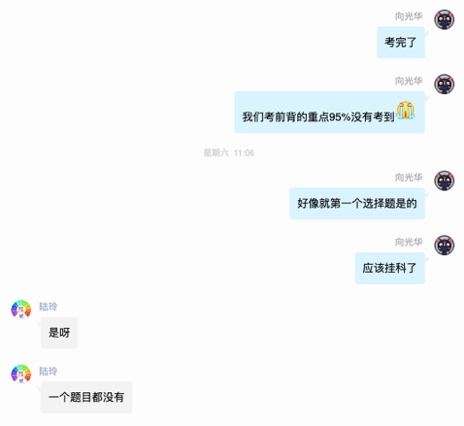 向光华
考完了
向光华
我们考前背的重点95%没有考到😭
星期六 11:06
向光华
好像就第一个选择题是的
向光华
应该挂科了
陆玲
是呀
陆玲
一个题目都没有